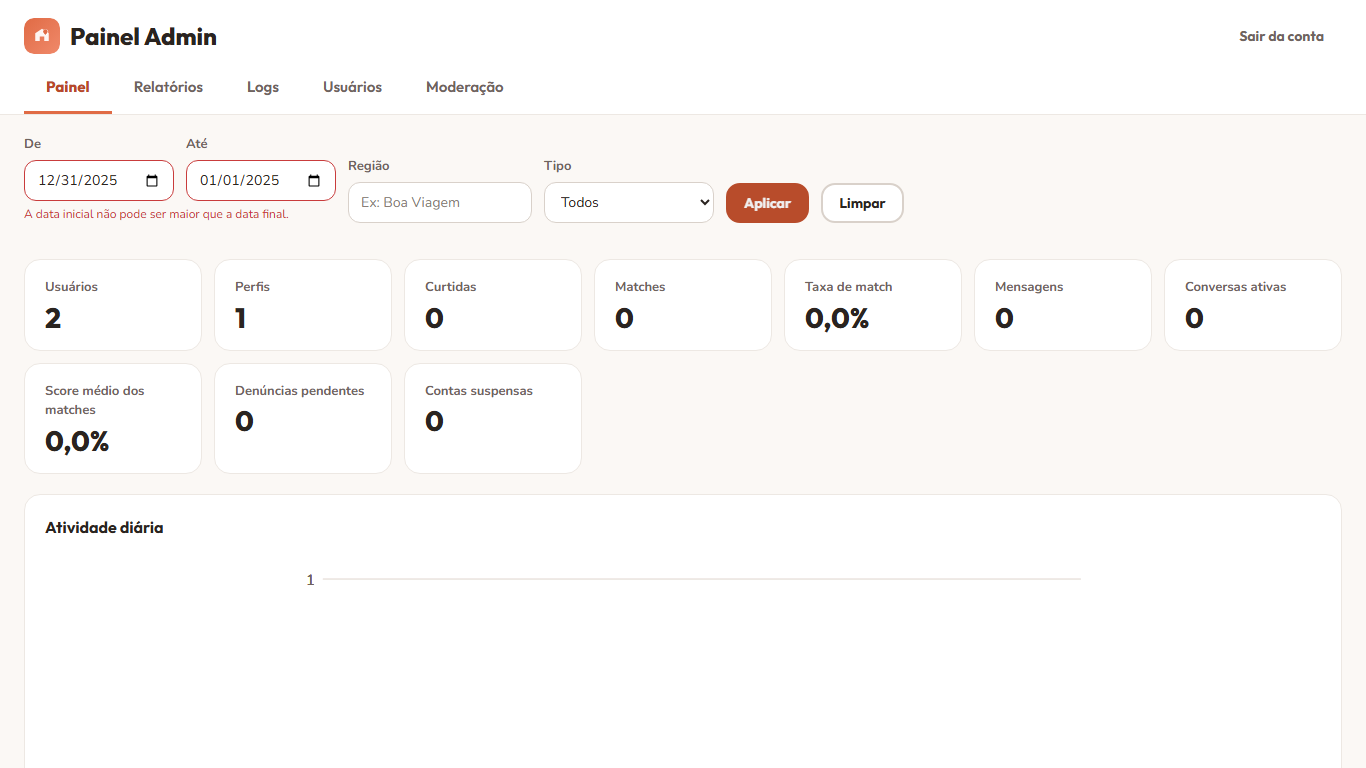 Painel Admin
Sair da conta
Painel
Relatórios
Logs
Usuários
Moderação
De
Até
12/31/2025
01/01/2025
A data inicial não pode ser maior que a data final.
Região
Ex: Boa Viagem
Tipo
Todos
Aplicar
Limpar
Usuários
2
Perfis
1
Curtidas
0
Matches
0
Taxa de match
0,0%
Mensagens
0
Conversas ativas
0
Score médio dos
matches
0,0%
Denúncias pendentes
0
Contas suspensas
0
Atividade diária
1